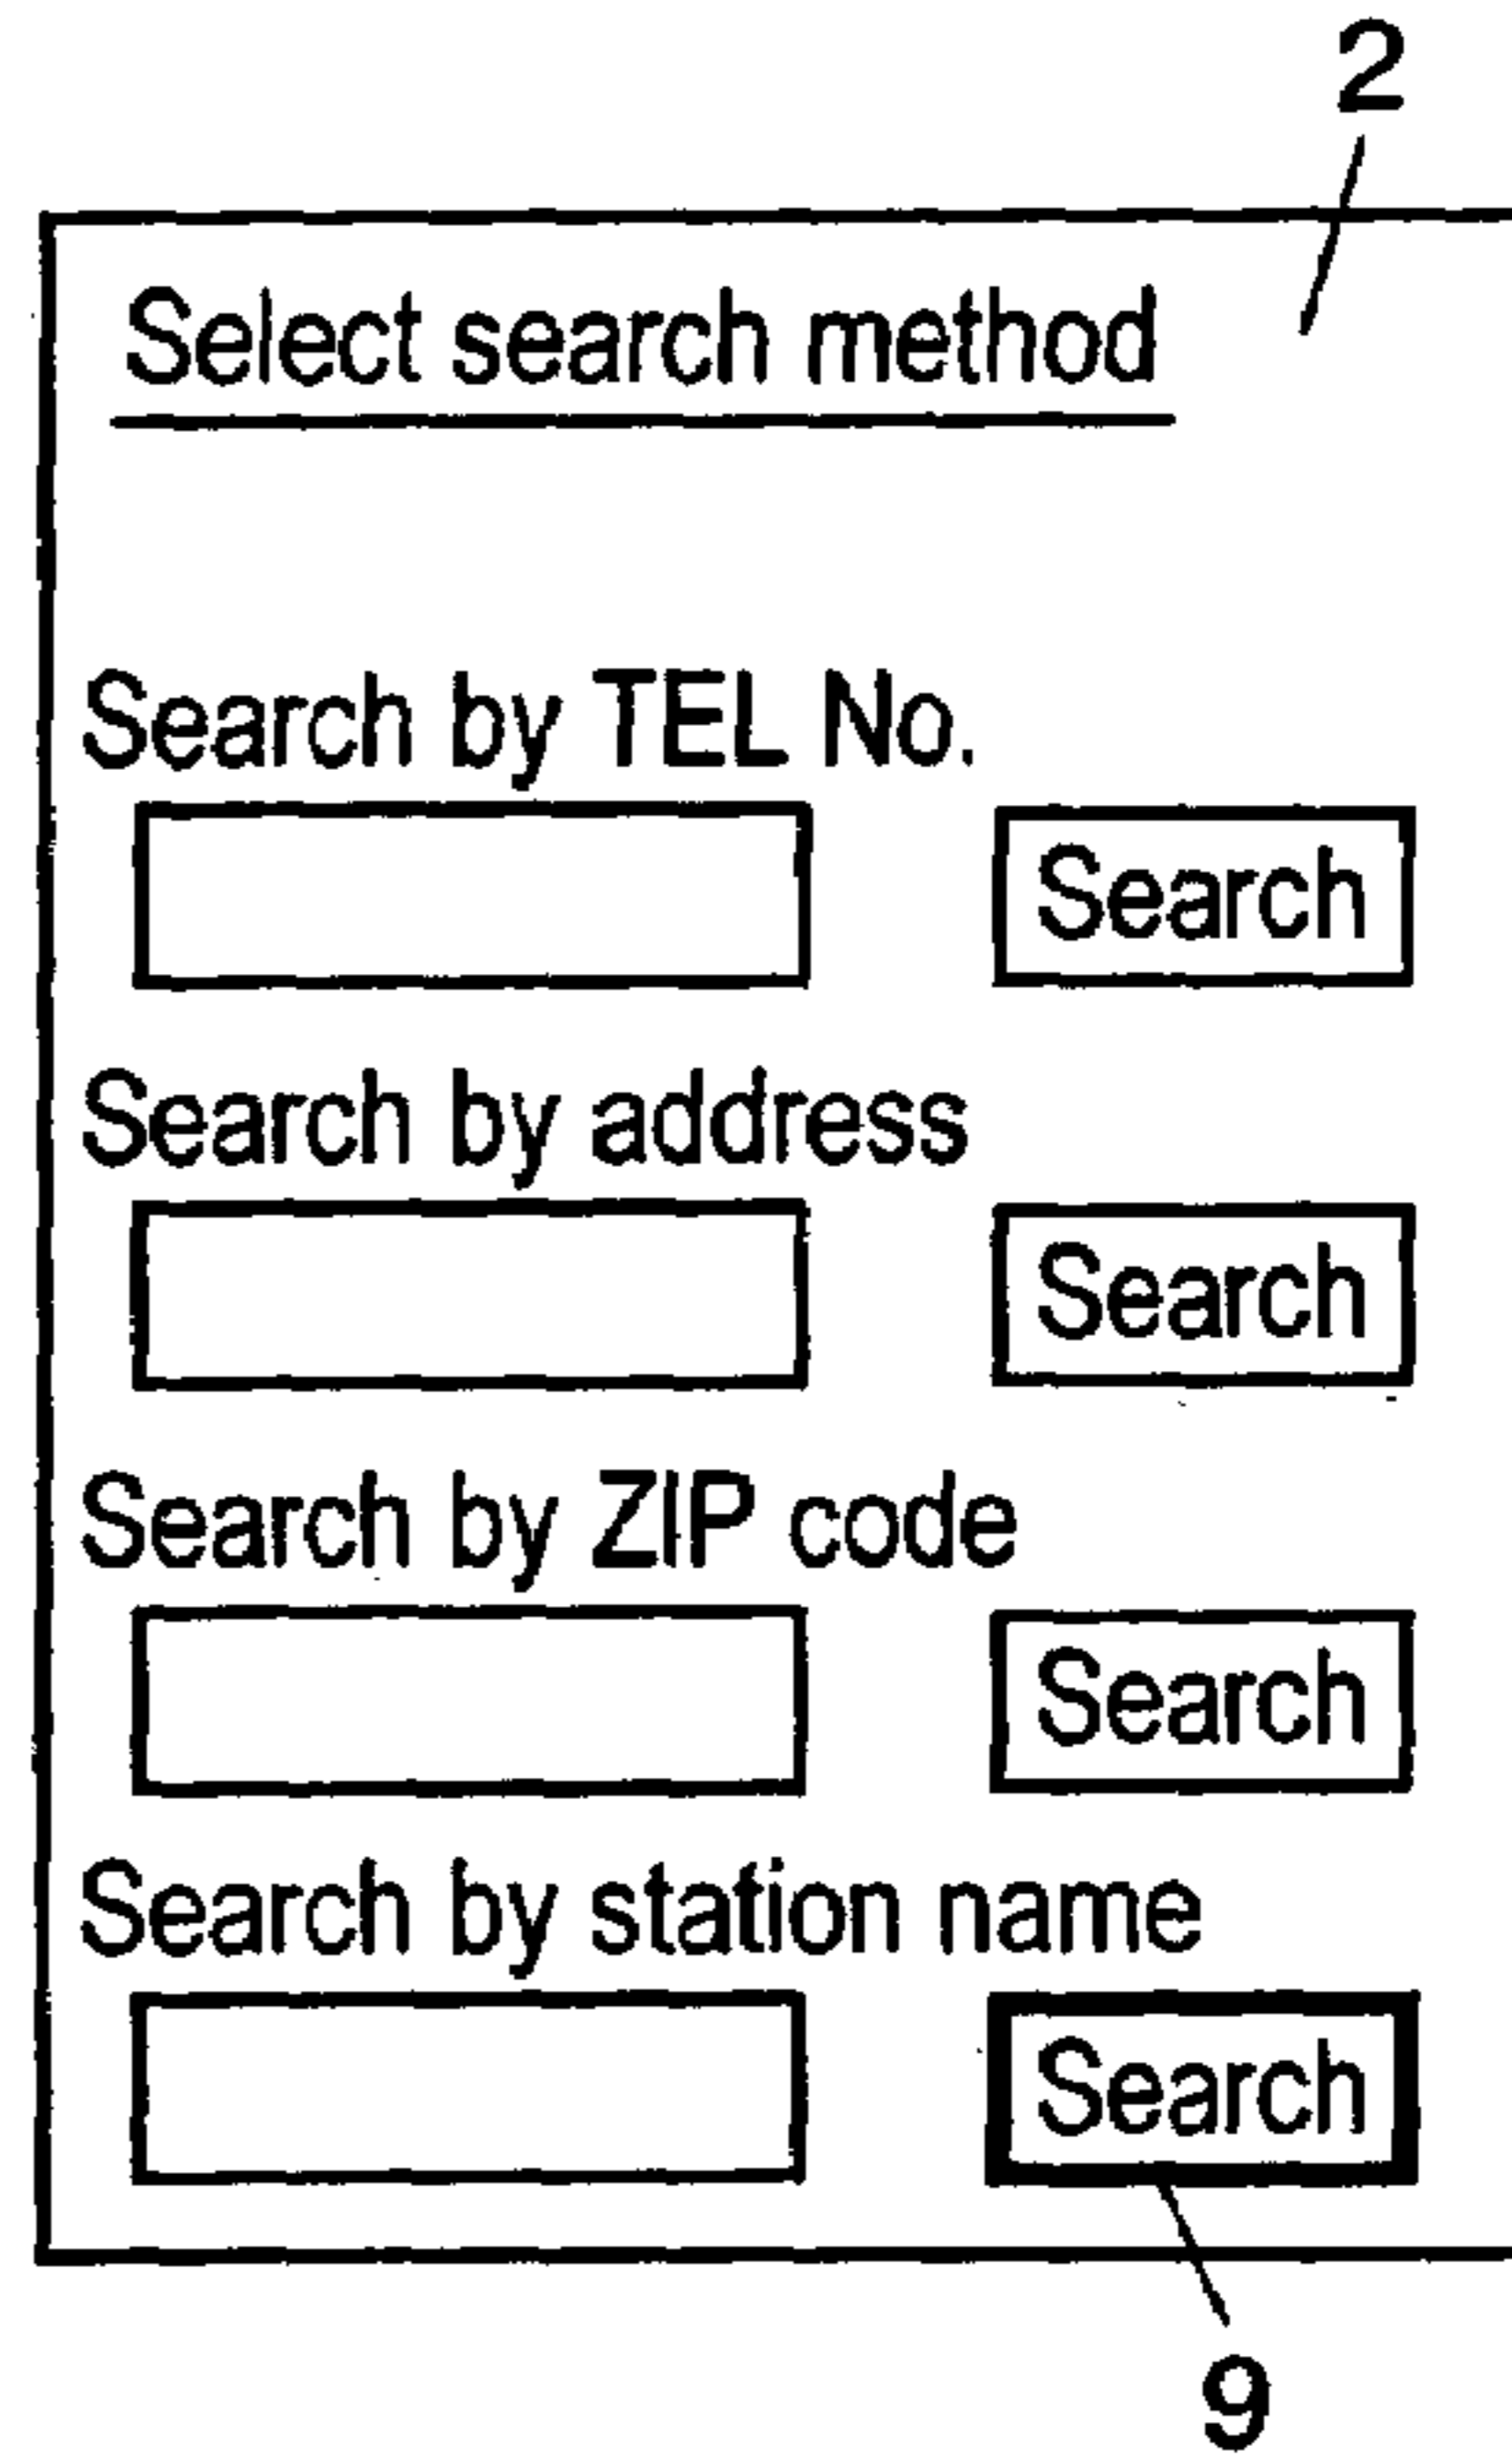 2
Select search method
Search by TEL No.
Search
Search by address
Search
Search by ZIP code
Search
Search by station name
Search
9